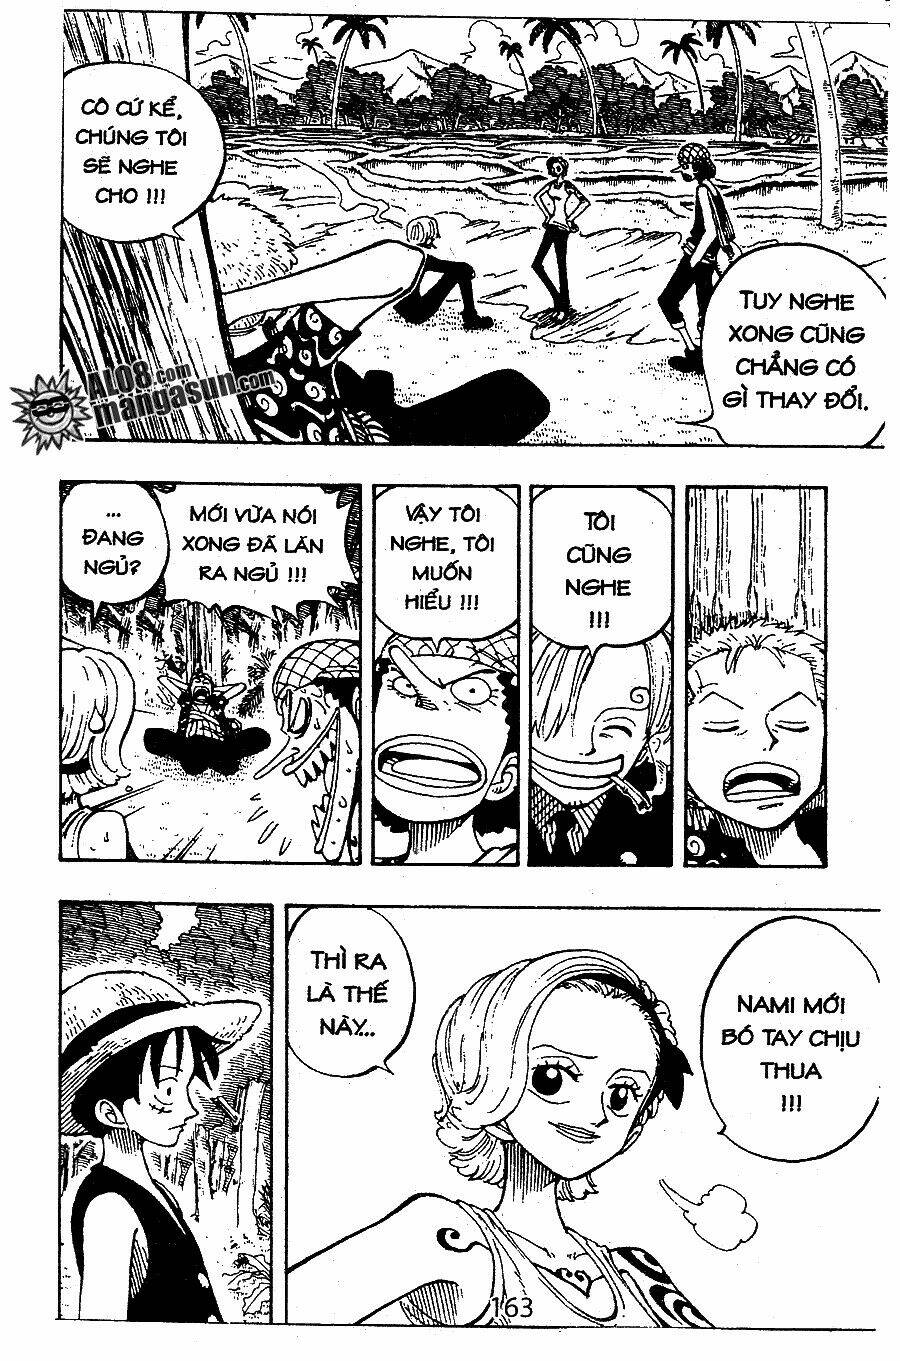 CÔ CỨ KỂ,
CHÚNG TÔI
SẼ NGHE
CHO !!!
TUY NGHE
XONG CŨNG
CHẲNG CÓ
GÌ THAY ĐỔI.
ALO8.com
mangasun.com
...
ĐANG
NGỦ?
MỚI VỪA NÓI
XONG ĐÃ LĂN
RA NGỦ !!!
VẬY TÔI
NGHE, TÔI
MUỐN
HIỂU !!!
TÔI
CŨNG
NGHE
!!!
THÌ RA
LÀ THẾ
NÀY...
NAMI MỚI
BÓ TAY CHỊU
THUA
!!!
163